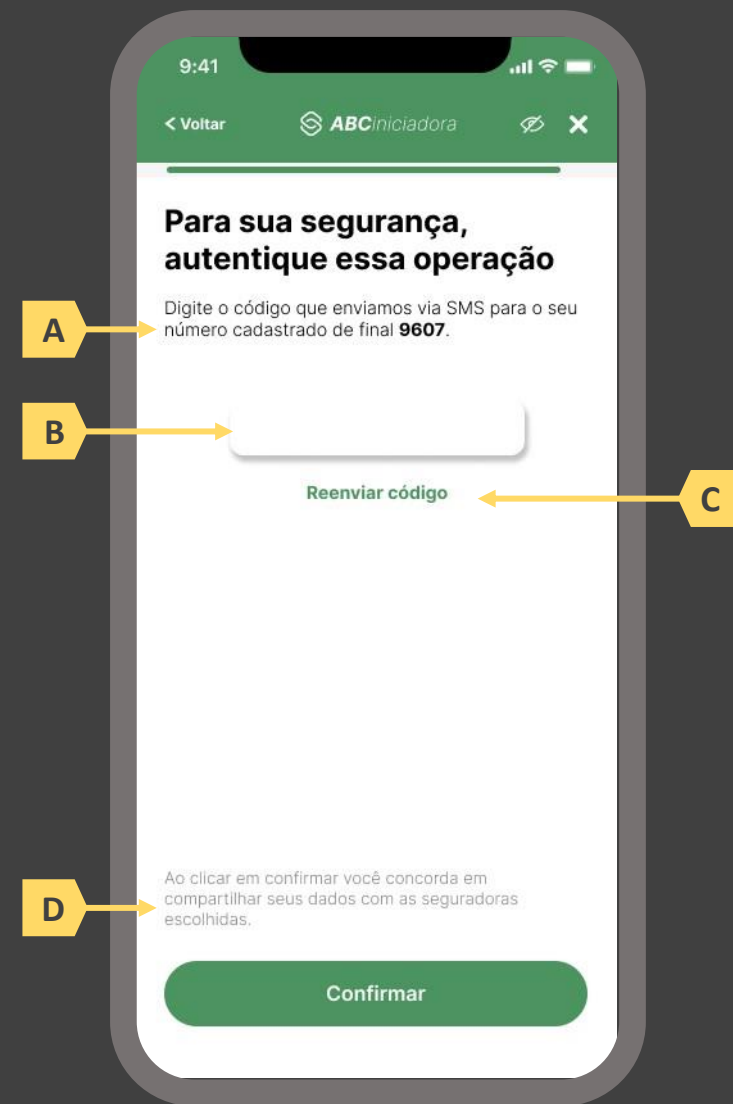 9:41
< Voltar
ABCiniciadora
Para sua segurança,
autentique essa operação
Digite o código que enviamos via SMS para o seu
número cadastrado de final 9607.
A
B
Reenviar código
C
Ao clicar em confirmar você concorda em
compartilhar seus dados com as seguradoras
escolhidas.
D
Confirmar